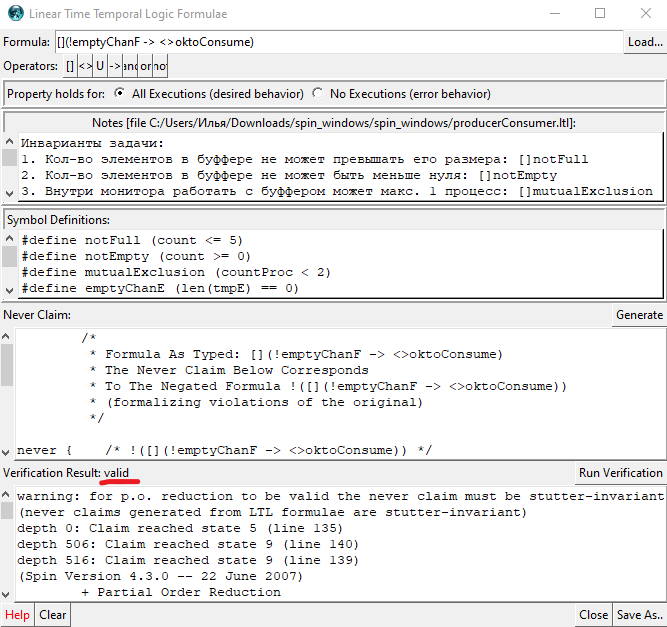 Linear Time Temporal Logic Formulae
Formula: [](!emptyChanF -> <>oktoConsume) Load...
Operators: [] <> U -> and or not
Property holds for: All Executions (desired behavior) No Executions (error behavior)
Notes [file C:/Users/Илья/Downloads/spin_windows/spin_windows/producerConsumer.ltl]:
Инварианты задачи:
1. Кол-во элементов в буффере не может превышать его размера: []notFull
2. Кол-во элементов в буффере не может быть меньше нуля: []notEmpty
3. Внутри монитора работать с буффером может макс. 1 процесс: []mutualExclusion
Symbol Definitions:
#define notFull (count <= 5)
#define notEmpty (count >= 0)
#define mutualExclusion (countProc < 2)
#define emptyChanE (len(tmpE) == 0)
Never Claim: Generate
/*
* Formula As Typed: [](!emptyChanF -> <>oktoConsume)
* The Never Claim Below Corresponds
* To The Negated Formula !([](!emptyChanF -> <>oktoConsume))
* (formalizing violations of the original)
*/
never { /* !([](!emptyChanF -> <>oktoConsume)) */
Verification Result: valid Run Verification
warning: for p.o. reduction to be valid the never claim must be stutter-invariant
(never claims generated from LTL formulae are stutter-invariant)
depth 0: Claim reached state 5 (line 135)
depth 506: Claim reached state 9 (line 140)
depth 516: Claim reached state 9 (line 139)
(Spin Version 4.3.0 -- 22 June 2007)
+ Partial Order Reduction
Help Clear Close Save As..